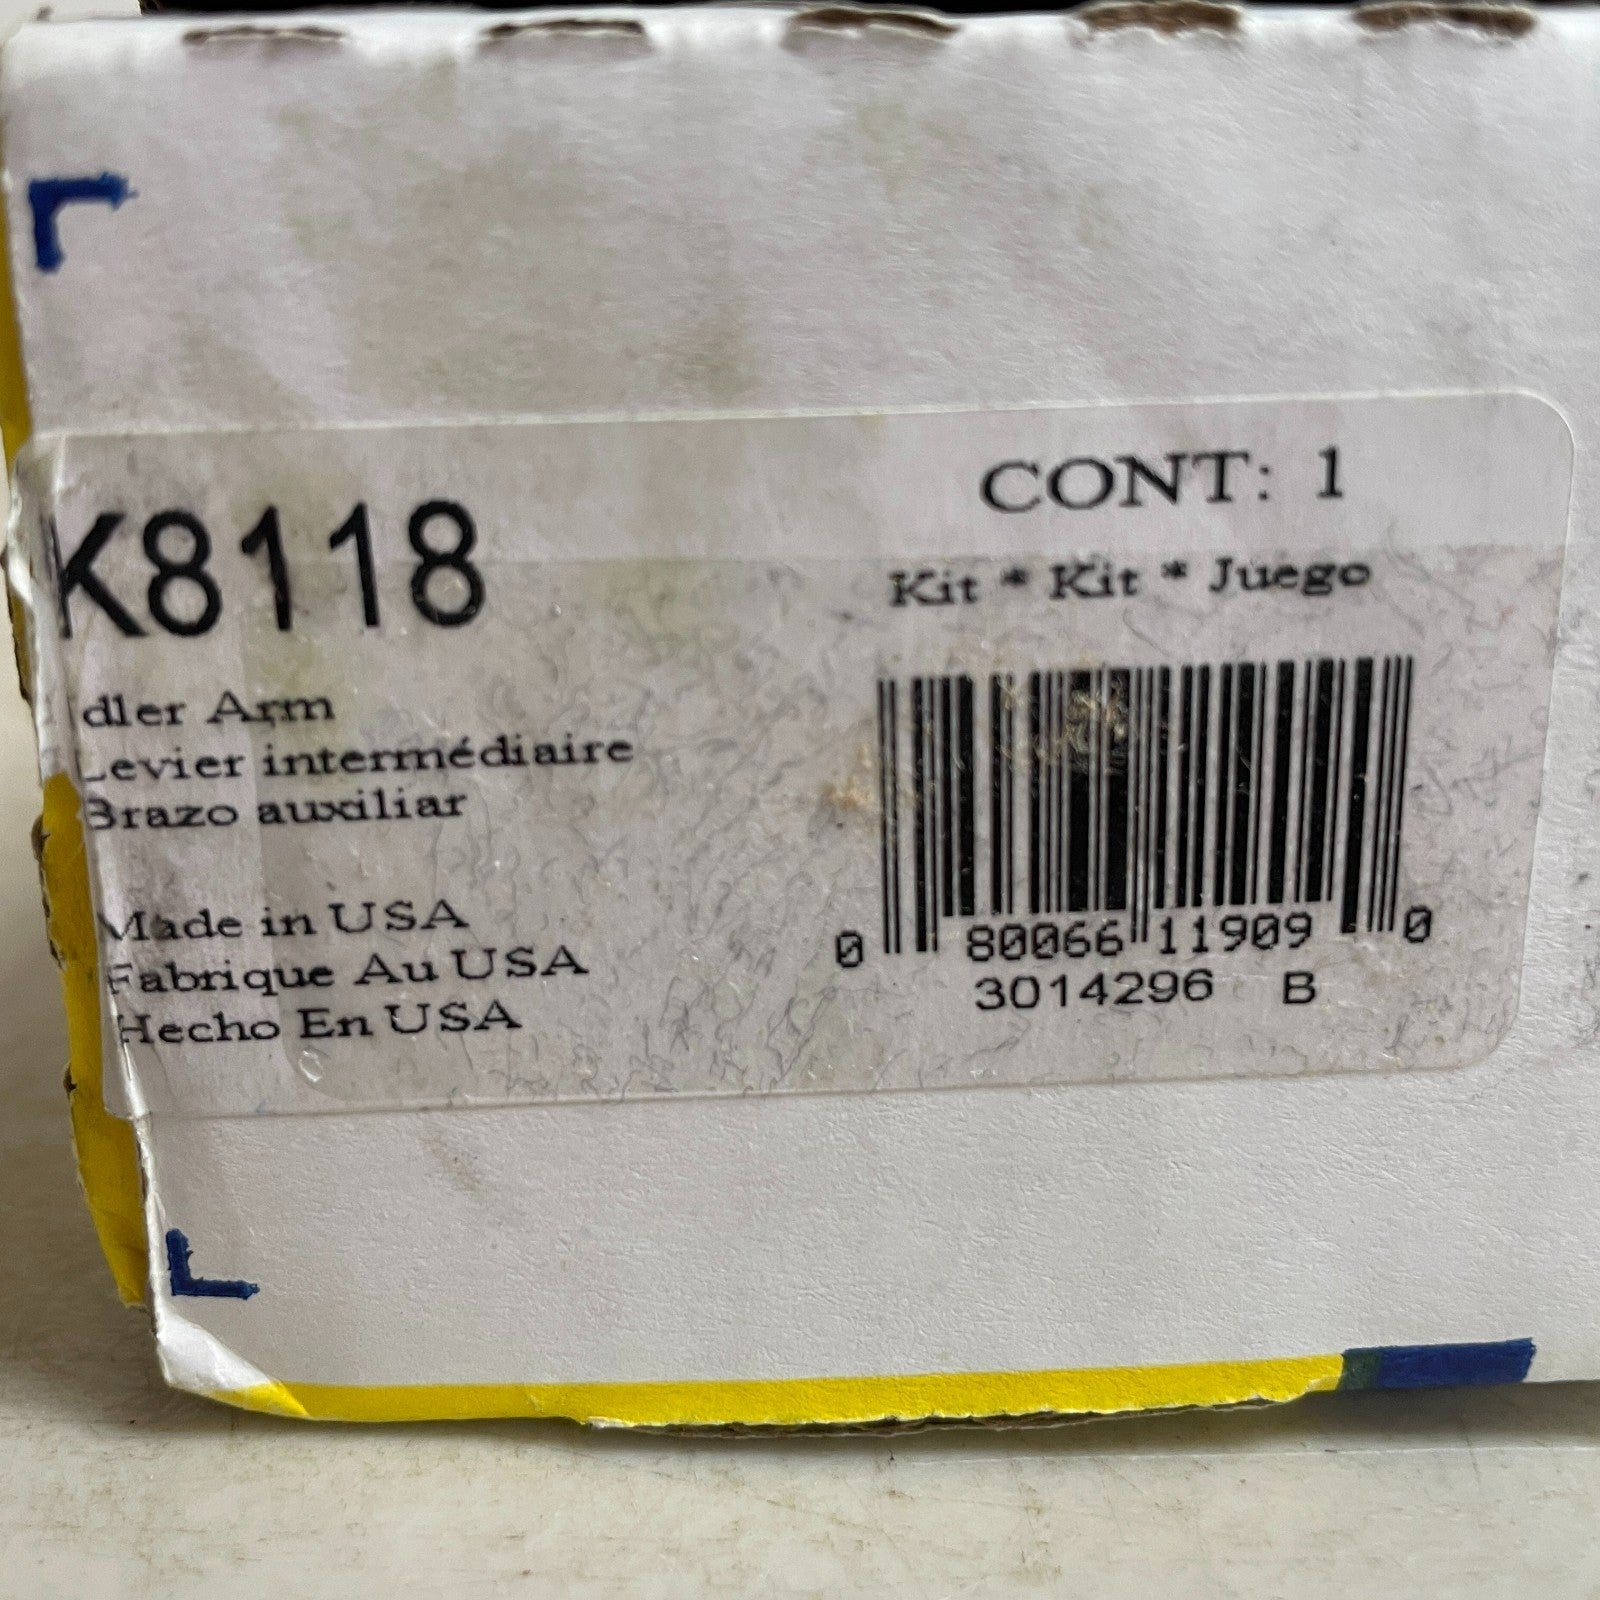 K8118
CONT: 1
Kit * Kit * Juego
dler Arm
Levier intermédiaire
Brazo auxiliar
Made in USA
Fabrique Au USA
Hecho En USA
0 80066 11909 0
3014296 B